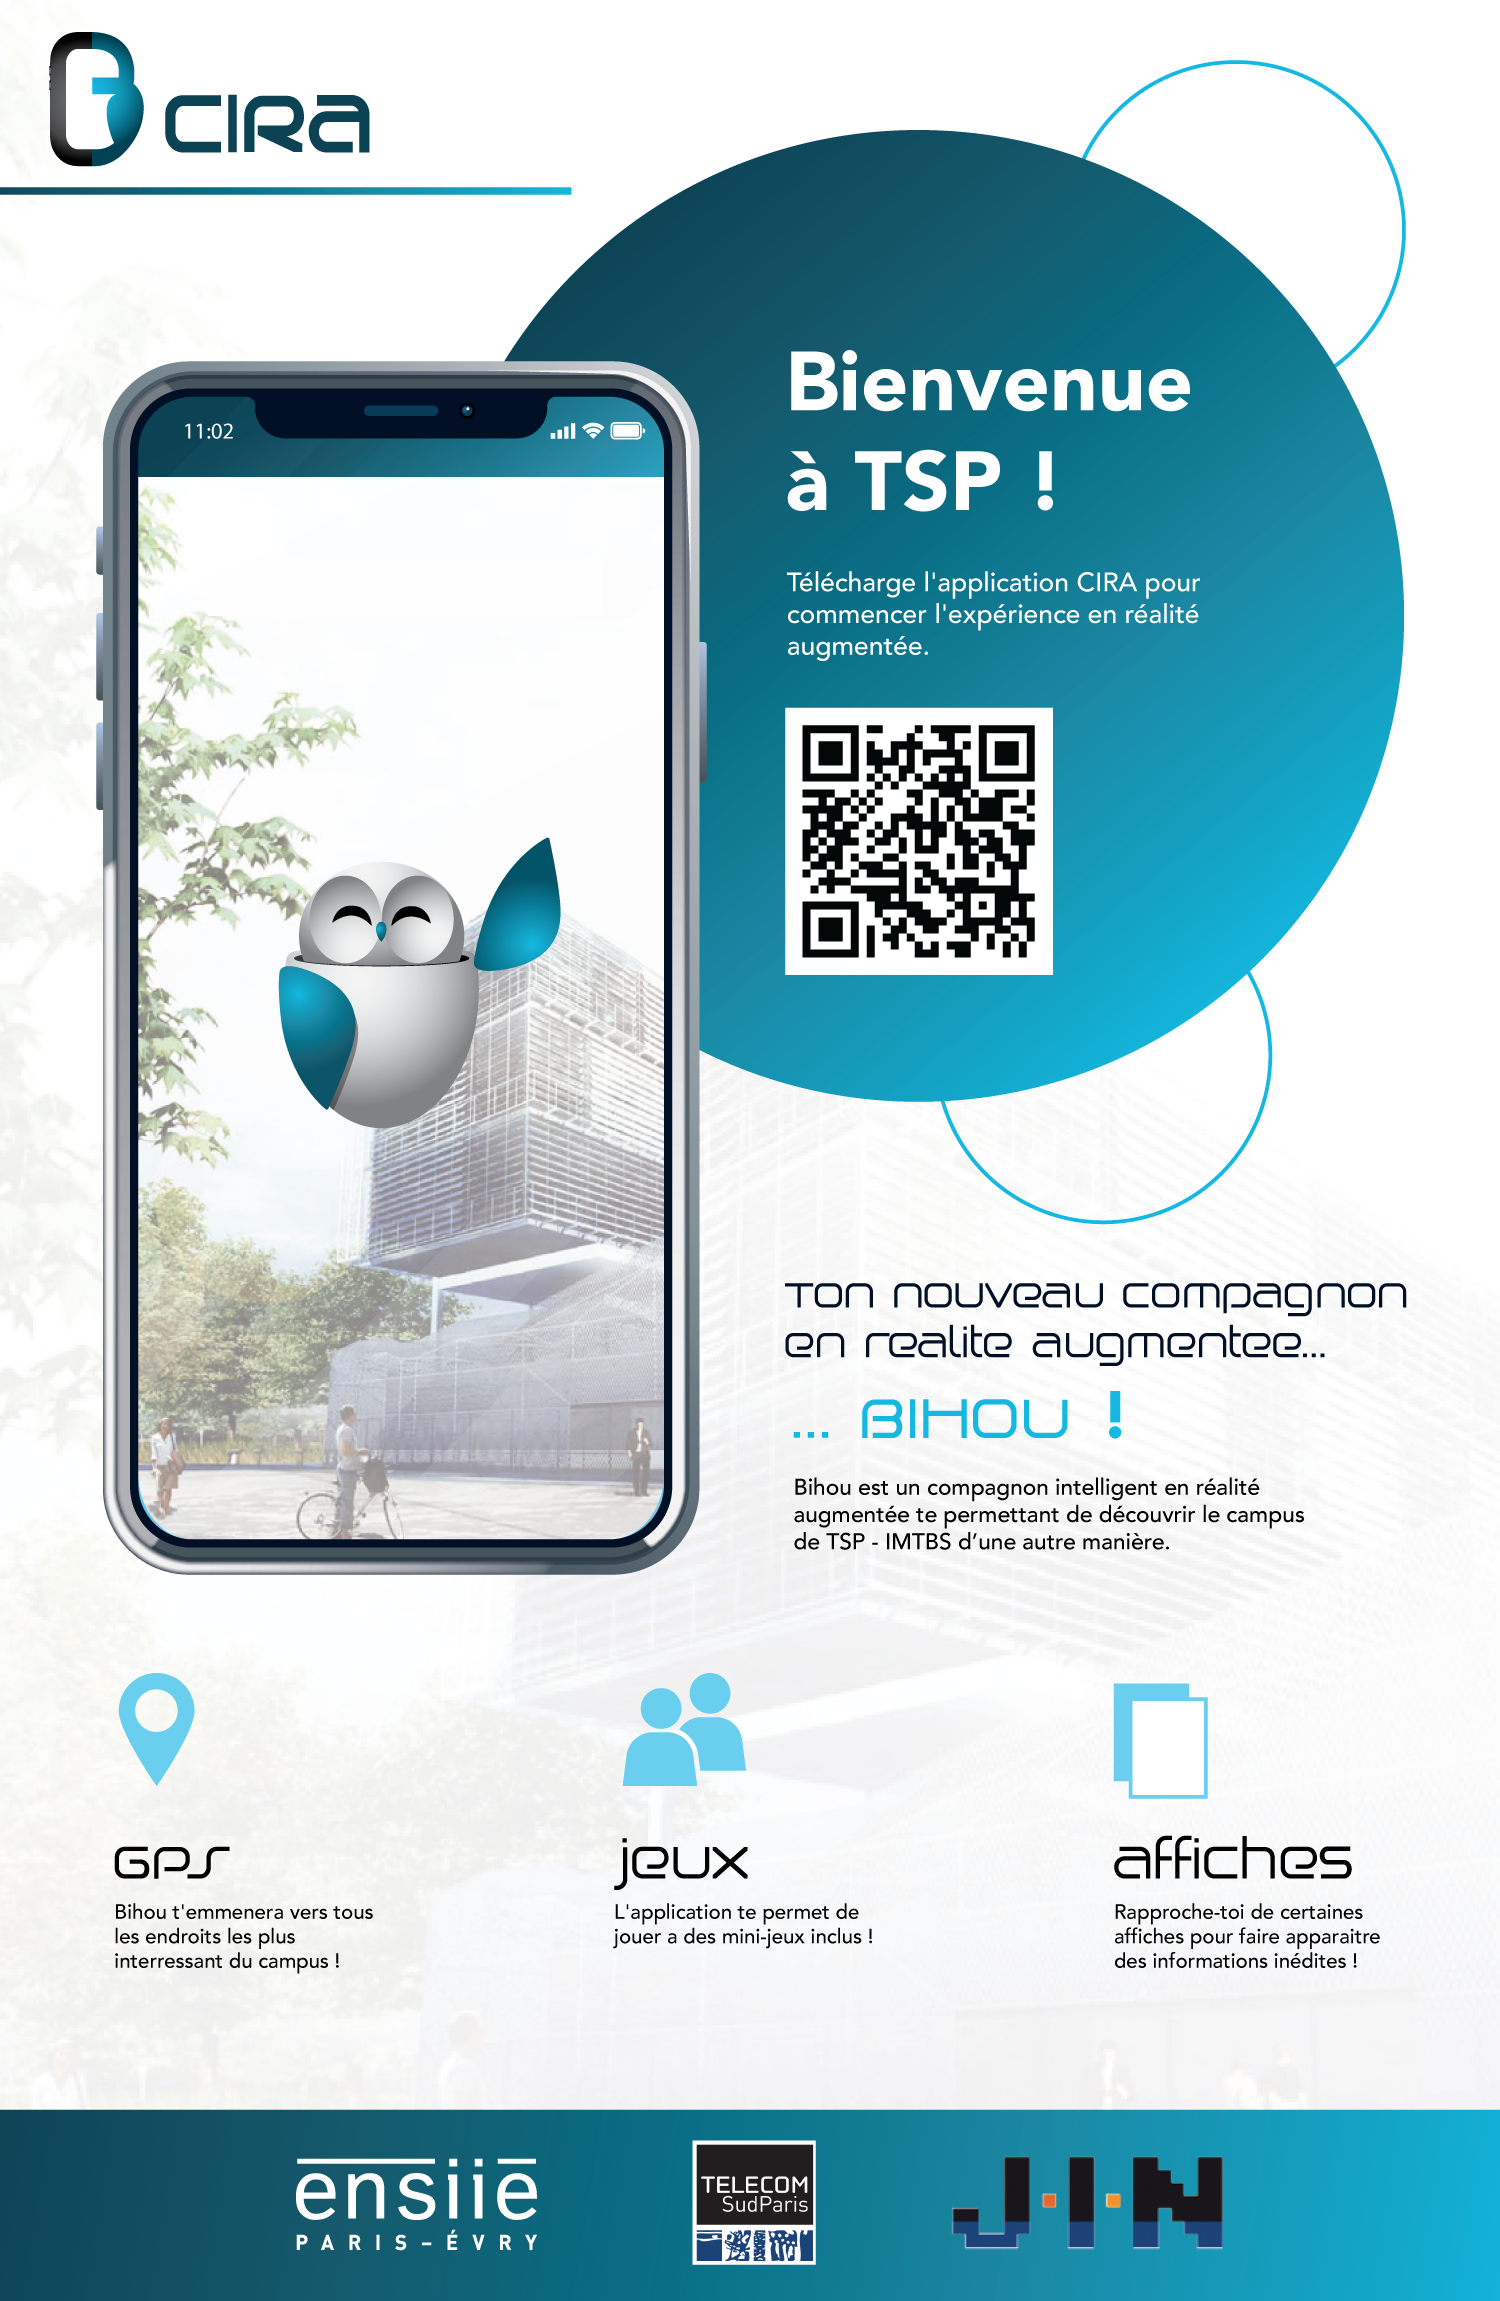 CIRA
11:02
Bienvenue
à TSP !
Télécharge l'application CIRA pour
commencer l'expérience en réalité
augmentée.
Ton nouveau compagnon
en realite augmentee...
... BIHOU !
Bihou est un compagnon intelligent en réalité
augmentée te permettant de découvrir le campus
de TSP - IMTBS d’une autre manière.
GPS
Bihou t'emmenera vers tous
les endroits les plus
interressant du campus !
jeux
L'application te permet de
jouer a des mini-jeux inclus !
affiches
Rapproche-toi de certaines
affiches pour faire apparaitre
des informations inédites !
ensiie
PARIS-ÉVRY
TELECOM
SudParis
J·I·N